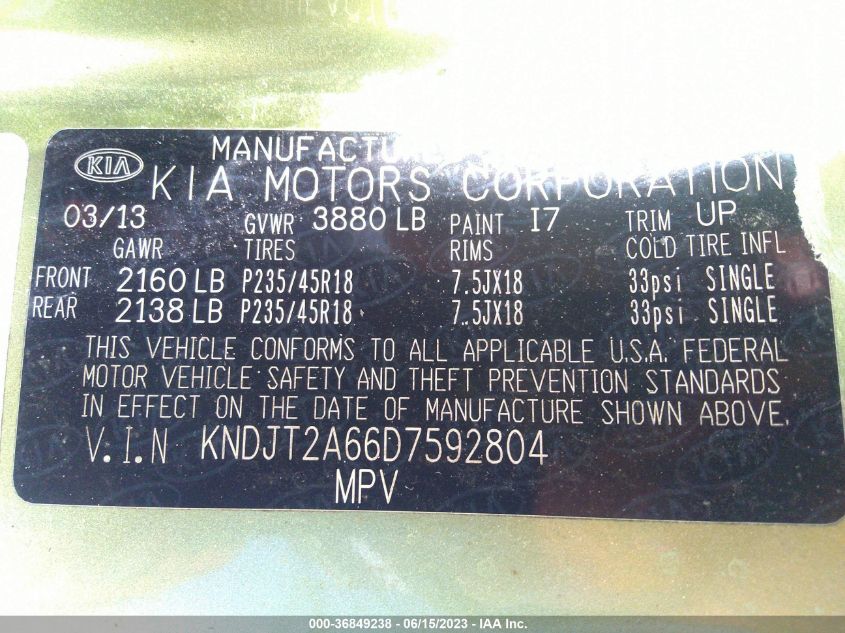 KIA MANUFACTU
KIA MOTORS CORPORATION
03/13 GVWR 3880 LB PAINT I7 TRIM UP
GAWR TIRES RIMS COLD TIRE INFL
FRONT 2160 LB P235/45R18 7.5JX18 33psi SINGLE
REAR 2138 LB P235/45R18 7.5JX18 33psi SINGLE
THIS VEHICLE CONFORMS TO ALL APPLICABLE U.S.A. FEDERAL
MOTOR VEHICLE SAFETY AND THEFT PREVENTION STANDARDS
IN EFFECT ON THE DATE OF MANUFACTURE SHOWN ABOVE.
V.I.N KNDJT2A66D7592804
MPV
000-36849238 - 06/15/2023 - IAA Inc.